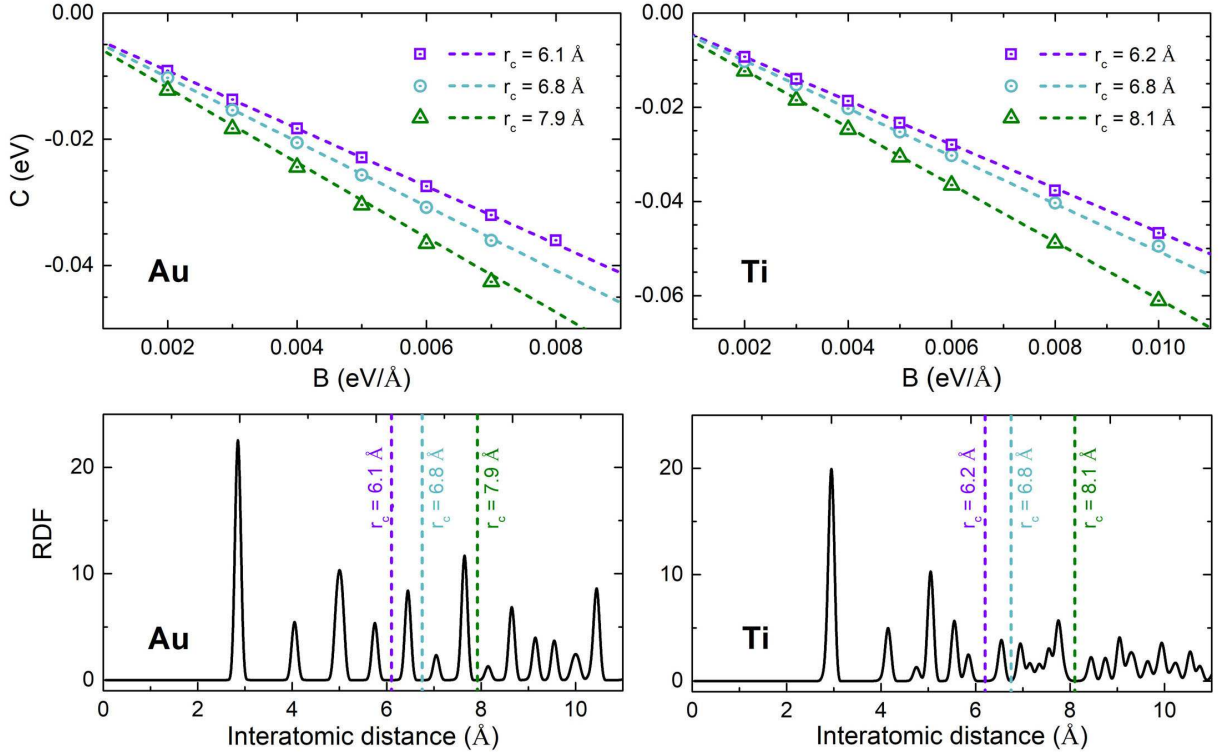 0.00
-0.02
-0.04
C (eV)
r_c = 6.1 Å
r_c = 6.8 Å
r_c = 7.9 Å
Au
0.002 0.004 0.006 0.008
B (eV/Å)
0.00
-0.02
-0.04
-0.06
r_c = 6.2 Å
r_c = 6.8 Å
r_c = 8.1 Å
Ti
0.002 0.004 0.006 0.008 0.010
B (eV/Å)
20
10
0
RDF
r_c = 6.1 Å
r_c = 6.8 Å
r_c = 7.9 Å
Au
0 2 4 6 8 10
Interatomic distance (Å)
20
10
0
r_c = 6.2 Å
r_c = 6.8 Å
r_c = 8.1 Å
Ti
0 2 4 6 8 10
Interatomic distance (Å)